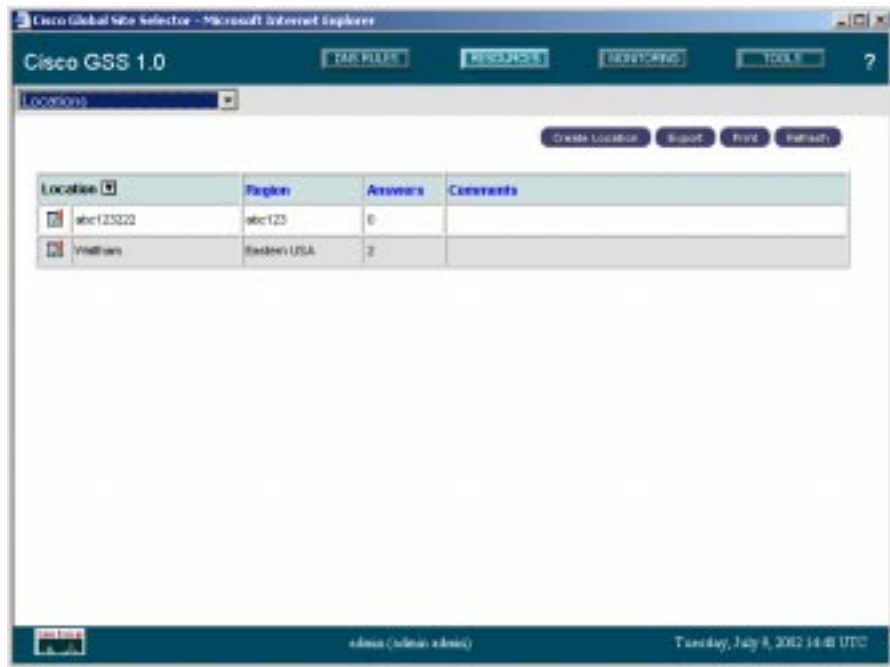 Cisco Global Site Selector - Microsoft Internet Explorer
Cisco GSS 1.0
DNS RULES RESOURCES MONITORING TOOLS ?
Locations
Create Location Export Print Refresh
Location Region Answers Comments
abc123222 abc123 0
Waltham Eastern USA 2
admin (admin admin) Tuesday, July 9, 2002 14:48 UTC